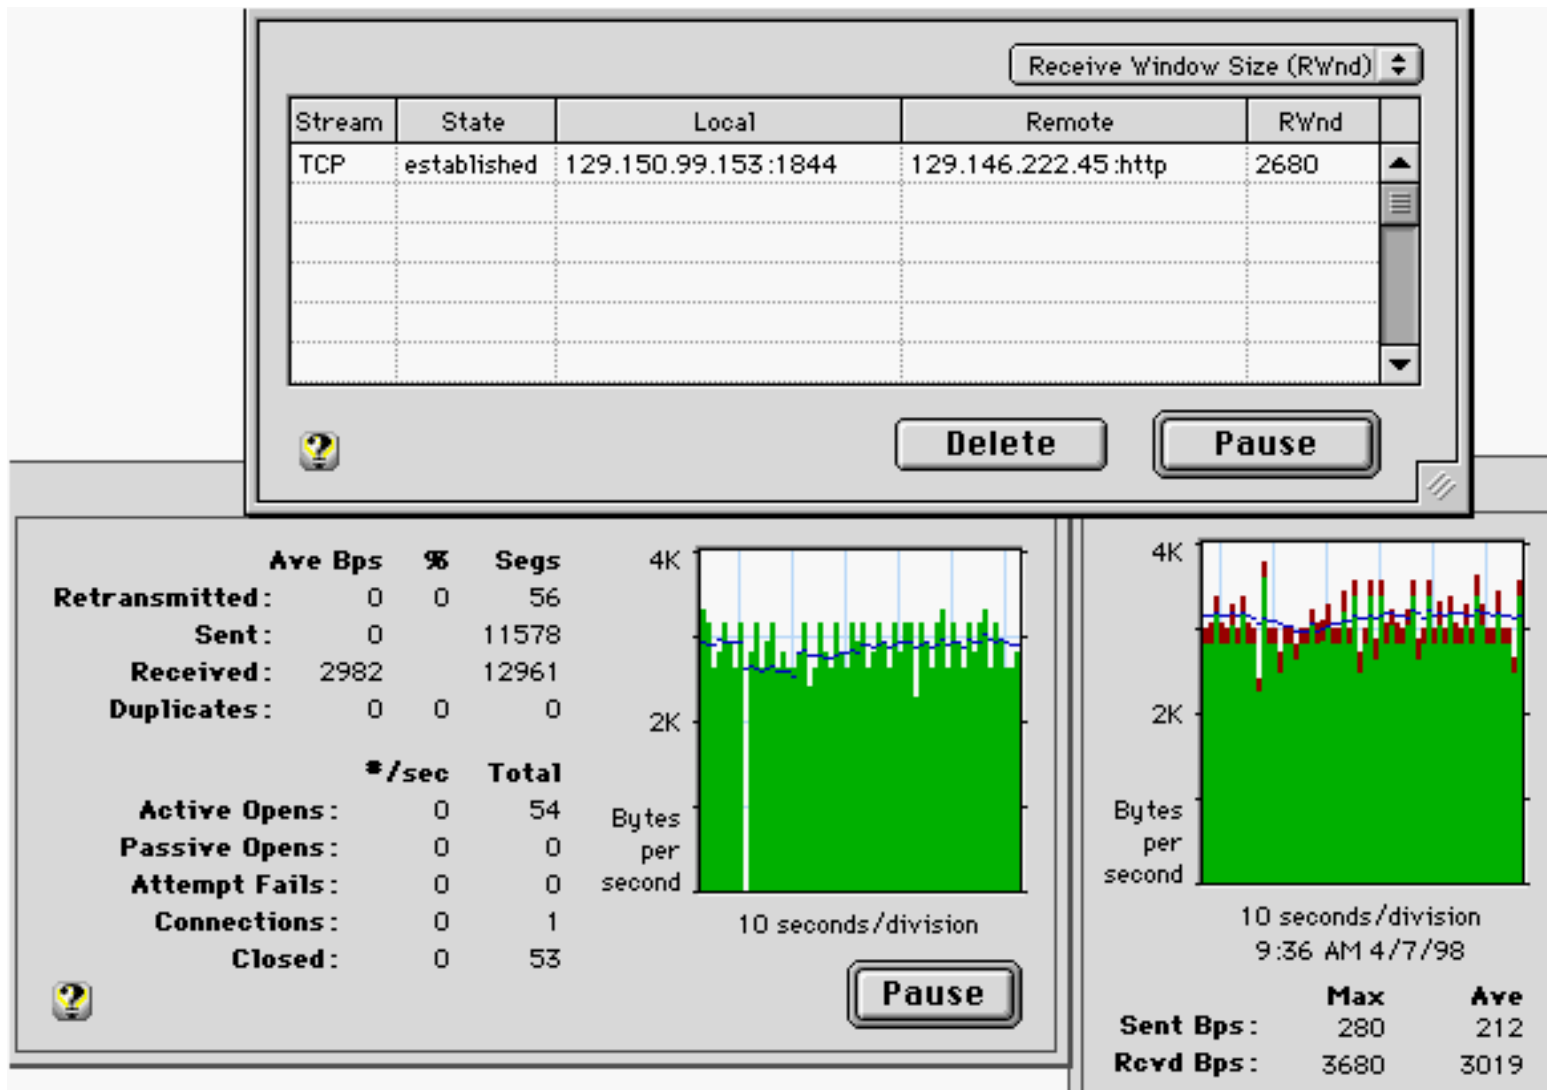 Receive Window Size (RWnd)
Stream State Local Remote RWnd
TCP established 129.150.99.153:1844 129.146.222.45:http 2680
Delete Pause
Ave Bps % Segs
Retransmitted: 0 0 56
Sent: 0 11578
Received: 2982 12961
Duplicates: 0 0 0
#/sec Total
Active Opens: 0 54
Passive Opens: 0 0
Attempt Fails: 0 0
Connections: 0 1
Closed: 0 53
4K
2K
Bytes
per
second
10 seconds/division
Pause
4K
2K
Bytes
per
second
10 seconds/division
9:36 AM 4/7/98
Max Ave
Sent Bps: 280 212
Rcvd Bps: 3680 3019